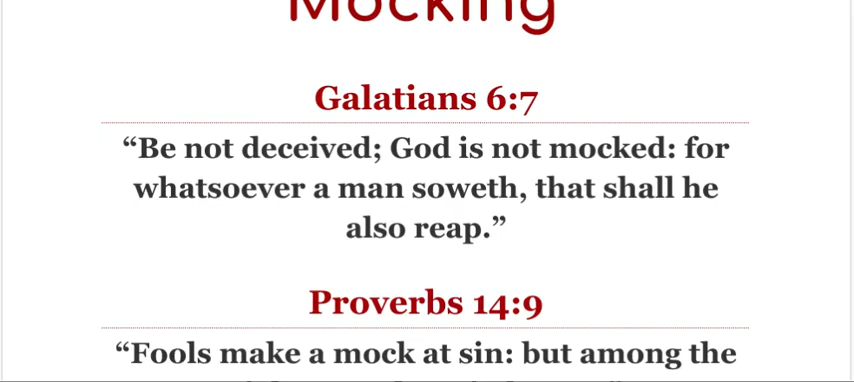 Mocking
Galatians 6:7
“Be not deceived; God is not mocked: for
whatsoever a man soweth, that shall he
also reap.”
Proverbs 14:9
“Fools make a mock at sin: but among the